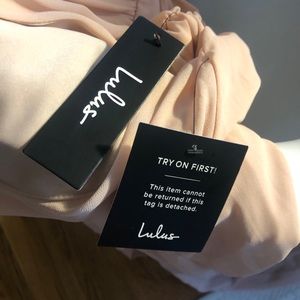 Lulus
TRY ON FIRST!
This item cannot
be returned if this
tag is detached.
Lulus